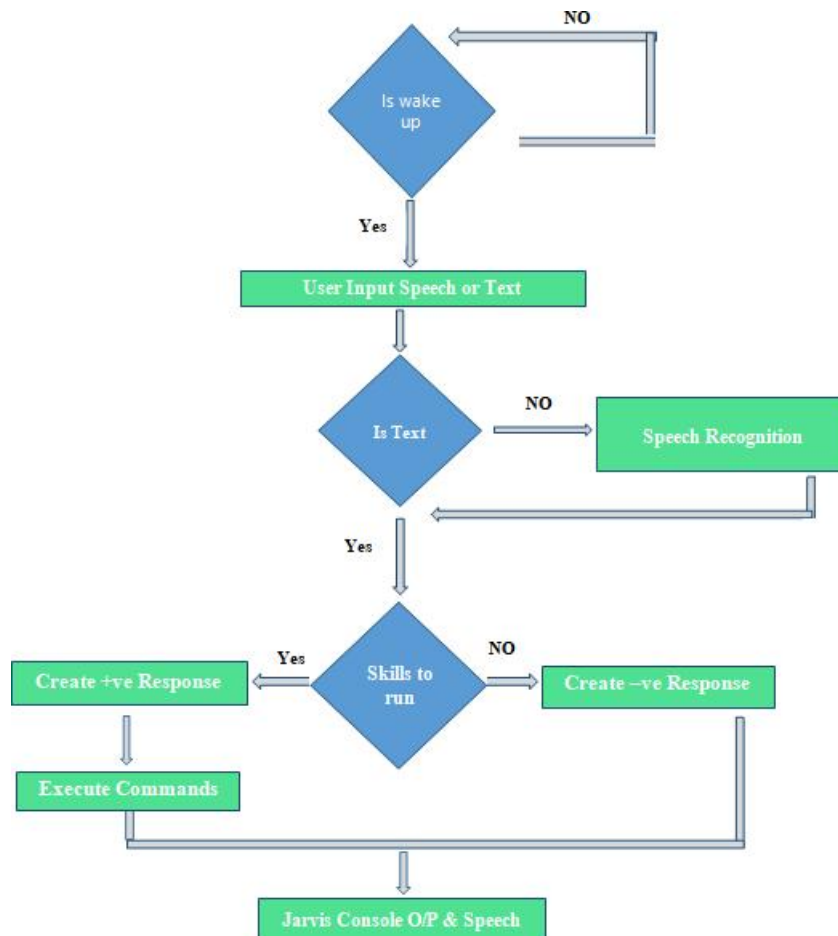 NO
Is wake
up
Yes
User Input Speech or Text
NO
Is Text
Speech Recognition
Yes
Yes
NO
Create +ve Response
Skills to
run
Create –ve Response
Execute Commands
Jarvis Console O/P & Speech